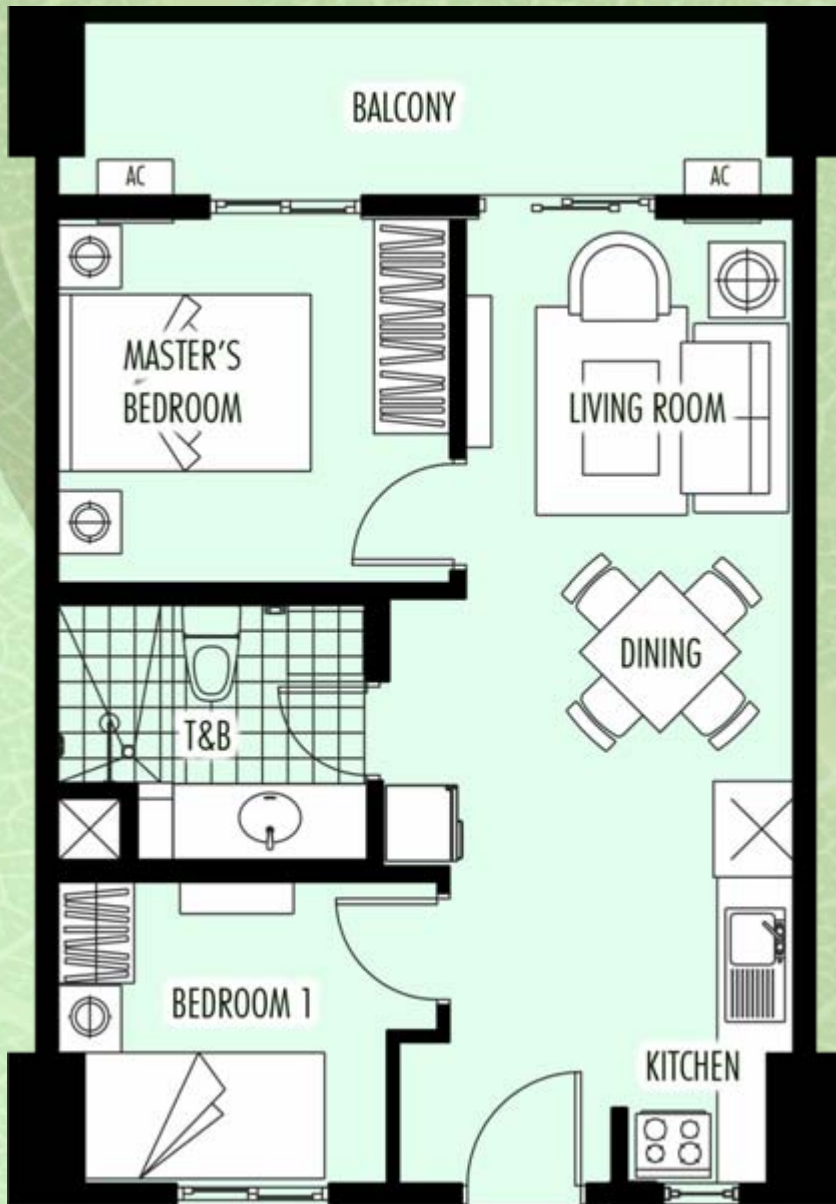 BALCONY
AC
AC
MASTER'S
BEDROOM
LIVING ROOM
DINING
T&B
BEDROOM 1
KITCHEN